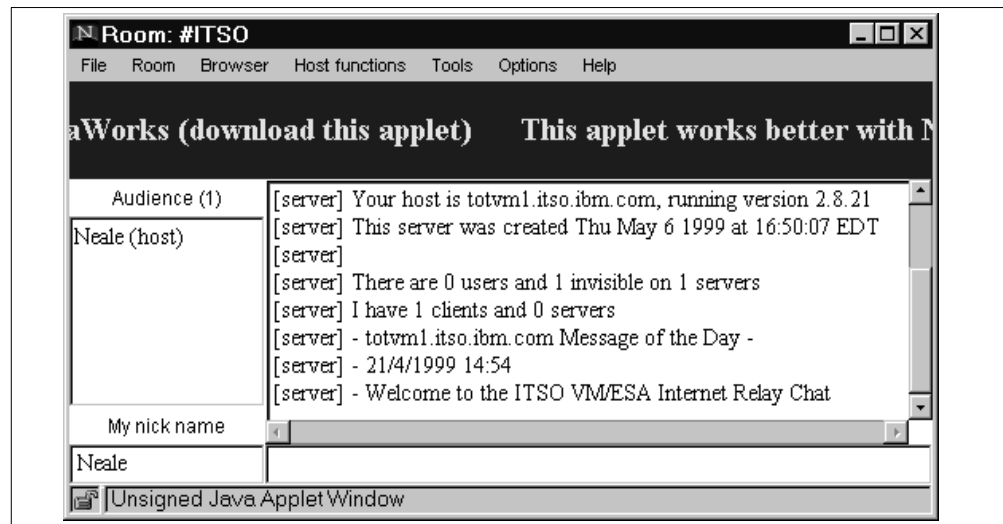 Room: #ITSO
File Room Browser Host functions Tools Options Help
aWorks (download this applet) This applet works better with N
Audience (1)
Neale (host)
[server] Your host is totvm1.itso.ibm.com, running version 2.8.21
[server] This server was created Thu May 6 1999 at 16:50:07 EDT
[server]
[server] There are 0 users and 1 invisible on 1 servers
[server] I have 1 clients and 0 servers
[server] - totvm1.itso.ibm.com Message of the Day -
[server] - 21/4/1999 14:54
[server] - Welcome to the ITSO VM/ESA Internet Relay Chat
My nick name
Neale
Unsigned Java Applet Window